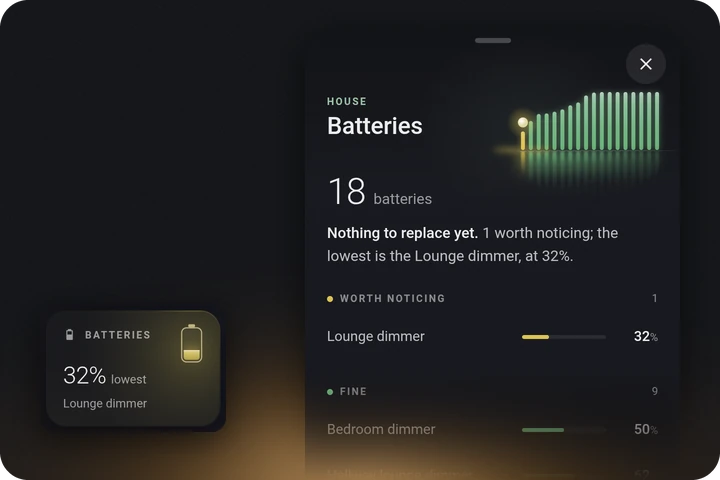 HOUSE
Batteries
18 batteries
Nothing to replace yet. 1 worth noticing; the
lowest is the Lounge dimmer, at 32%.
WORTH NOTICING 1
Lounge dimmer 32%
FINE 9
Bedroom dimmer 50%
BATTERIES
32% lowest
Lounge dimmer